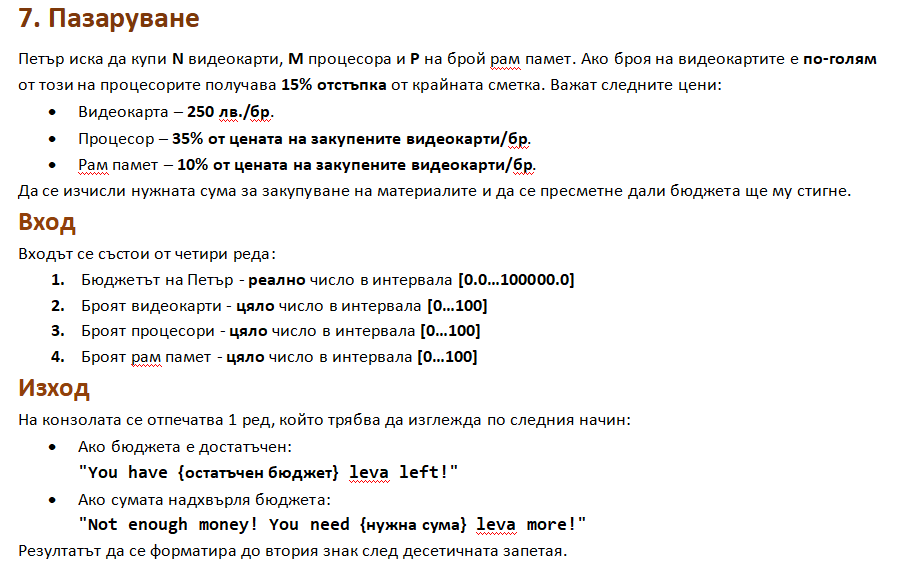 7. Пазаруване
Петър иска да купи N видеокарти, M процесора и P на брой рам памет. Ако броя на видеокартите е по-голям
от този на процесорите получава 15% отстъпка от крайната сметка. Важат следните цени:
• Видеокарта – 250 лв./бр.
• Процесор – 35% от цената на закупените видеокарти/бр.
• Рам памет – 10% от цената на закупените видеокарти/бр.
Да се изчисли нужната сума за закупуване на материалите и да се пресметне дали бюджета ще му стигне.
Вход
Входът се състои от четири реда:
1. Бюджетът на Петър - реално число в интервала [0.0…100000.0]
2. Броят видеокарти - цяло число в интервала [0…100]
3. Броят процесори - цяло число в интервала [0…100]
4. Броят рам памет - цяло число в интервала [0…100]
Изход
На конзолата се отпечатва 1 ред, който трябва да изглежда по следния начин:
• Ако бюджета е достатъчен:
"You have {остатъчен бюджет} leva left!"
• Ако сумата надхвърля бюджета:
"Not enough money! You need {нужна сума} leva more!"
Резултатът да се форматира до втория знак след десетичната запетая.